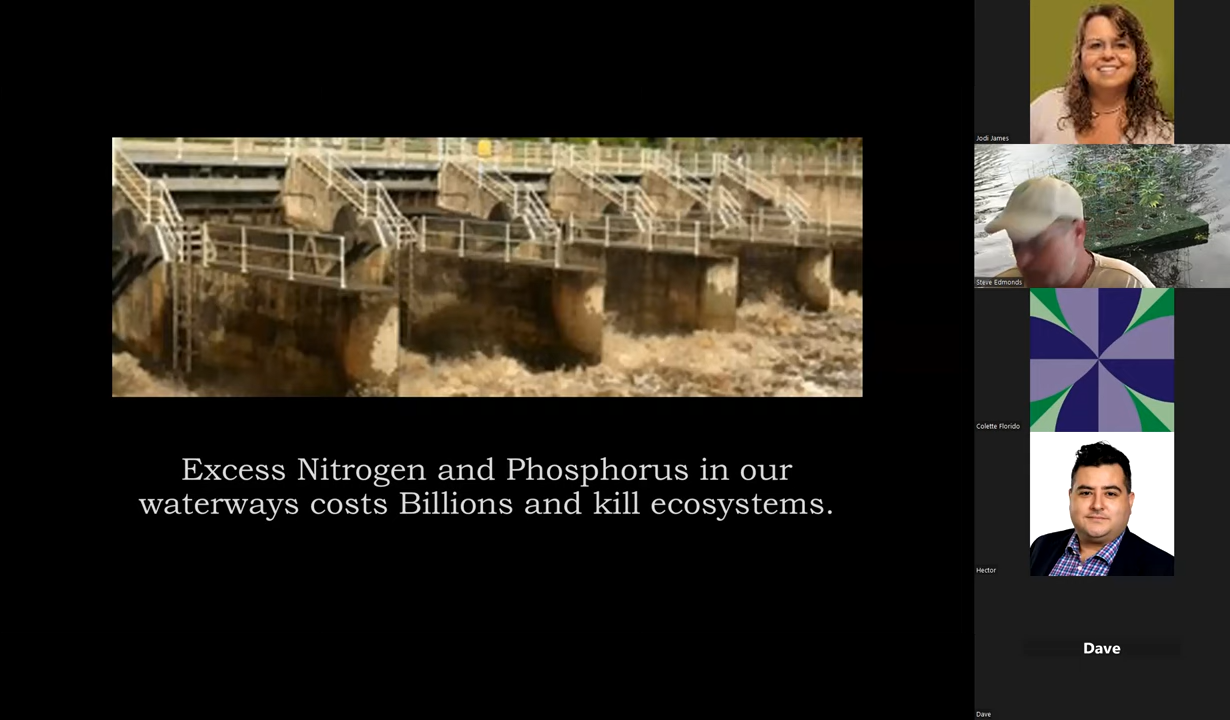 Excess Nitrogen and Phosphorus in our
waterways costs Billions and kill ecosystems.
Jodi James
Steve Edmonds
Colette Florido
Hector
Dave
Dave